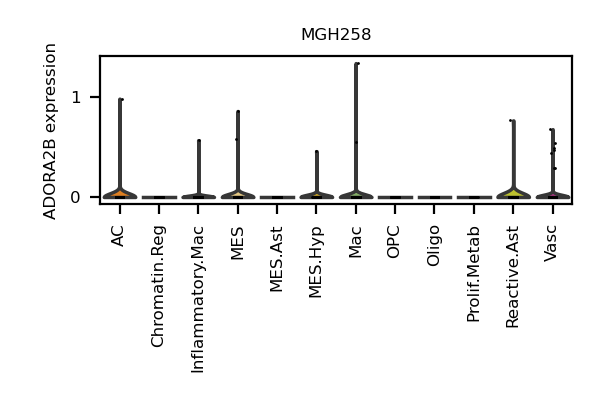 MGH258
ADORA2B expression
1
0
AC
Chromatin.Reg
Inflammatory.Mac
MES
MES.Ast
MES.Hyp
Mac
OPC
Oligo
Prolif.Metab
Reactive.Ast
Vasc